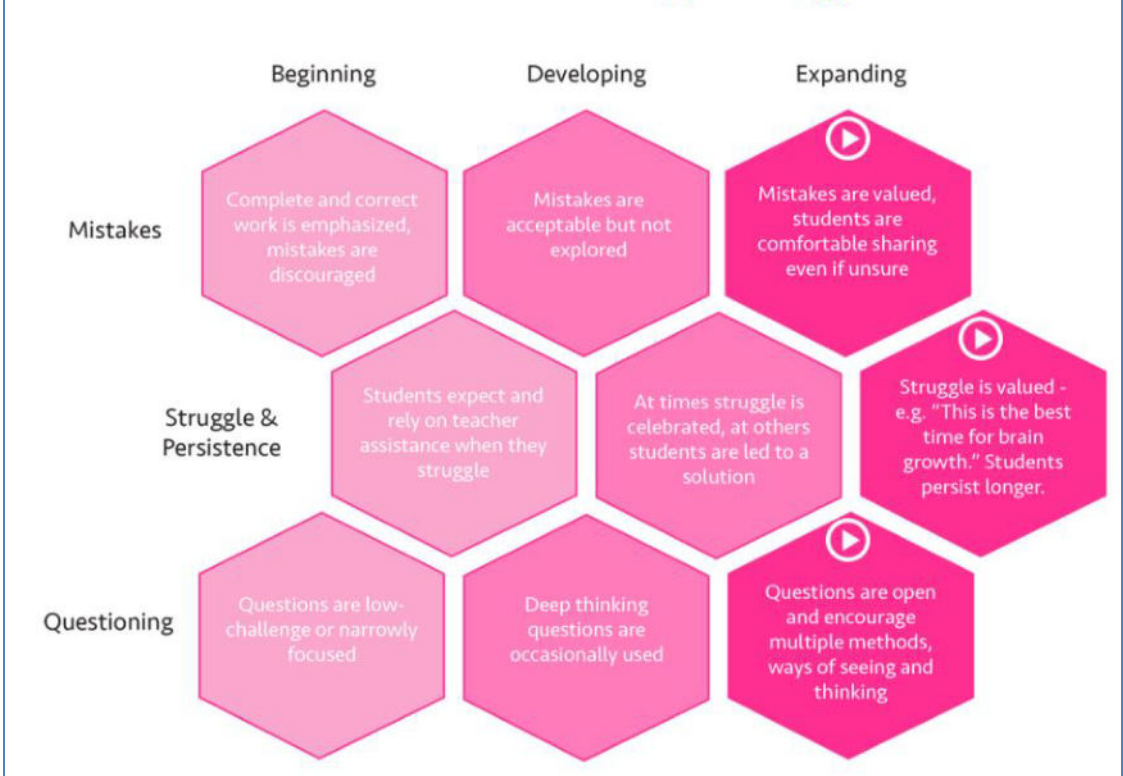 Beginning
Developing
Expanding
Mistakes
Complete and correct
work is emphasized,
mistakes are
discouraged
Mistakes are
acceptable but not
explored
Mistakes are valued,
students are
comfortable sharing
even if unsure
Struggle &
Persistence
Students expect and
rely on teacher
assistance when they
struggle
At times struggle is
celebrated, at others
students are led to a
solution
Struggle is valued -
e.g. "This is the best
time for brain
growth." Students
persist longer.
Questioning
Questions are low-
challenge or narrowly
focused
Deep thinking
questions are
occasionally used
Questions are open
and encourage
multiple methods,
ways of seeing and
thinking